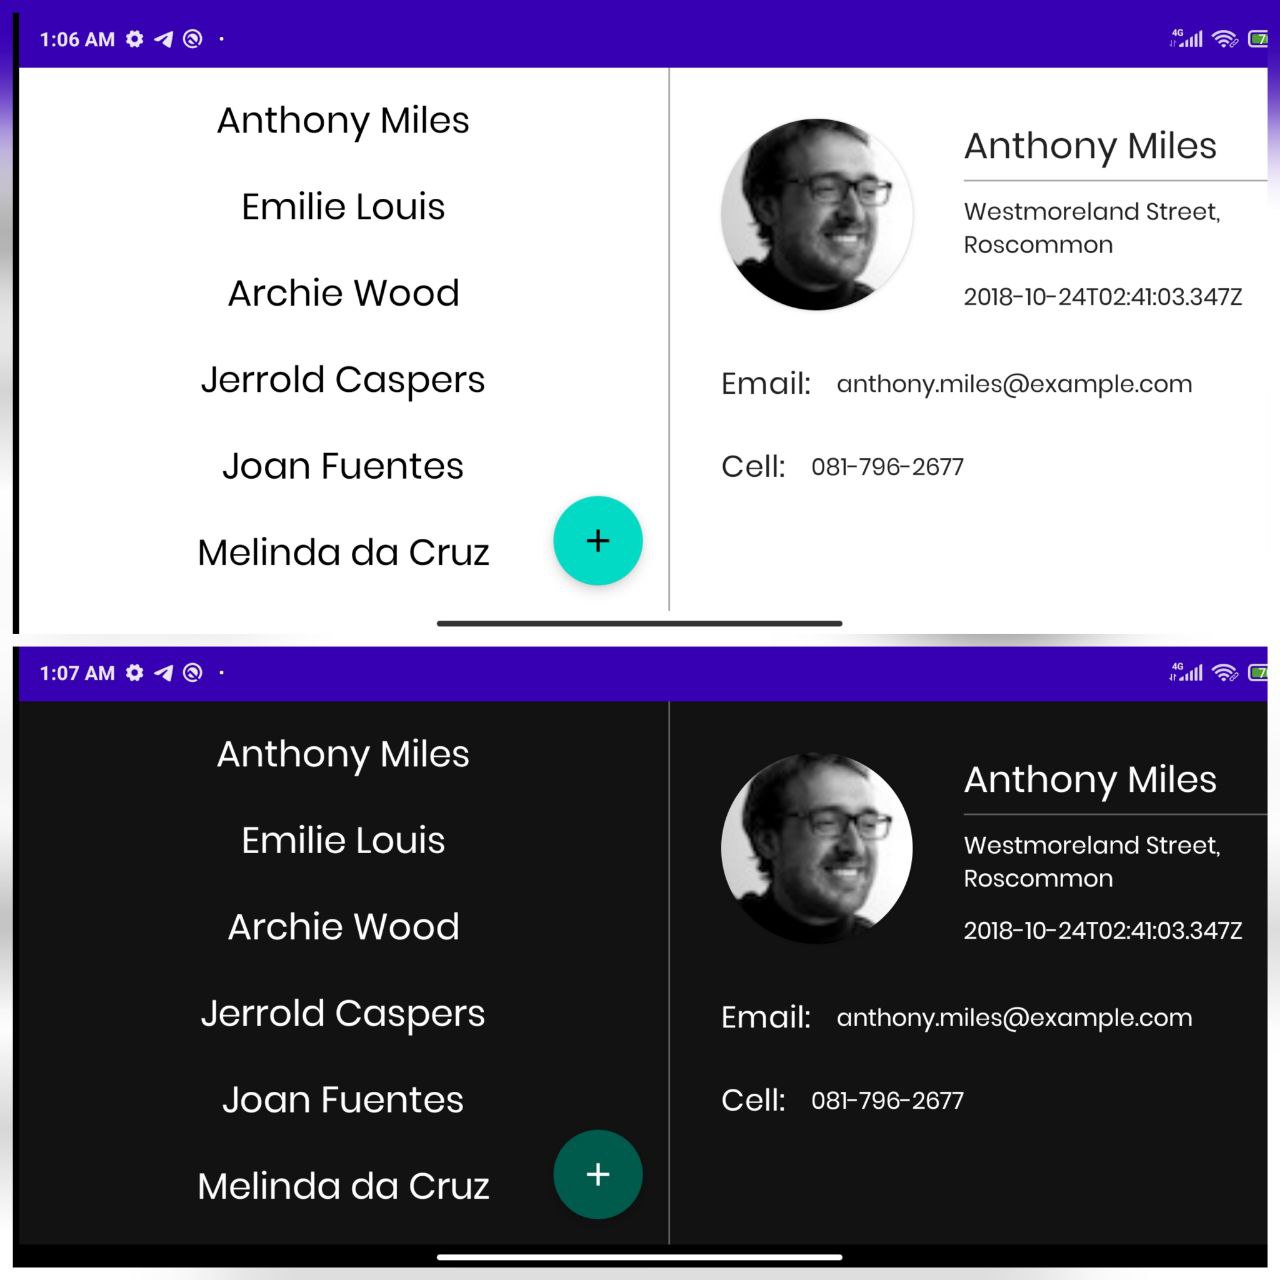 1:06 AM
4G
Anthony Miles
Emilie Louis
Archie Wood
Jerrold Caspers
Joan Fuentes
Melinda da Cruz
+
Anthony Miles
Westmoreland Street,
Roscommon
2018-10-24T02:41:03.347Z
Email: anthony.miles@example.com
Cell: 081-796-2677
1:07 AM
4G
Anthony Miles
Emilie Louis
Archie Wood
Jerrold Caspers
Joan Fuentes
Melinda da Cruz
+
Anthony Miles
Westmoreland Street,
Roscommon
2018-10-24T02:41:03.347Z
Email: anthony.miles@example.com
Cell: 081-796-2677